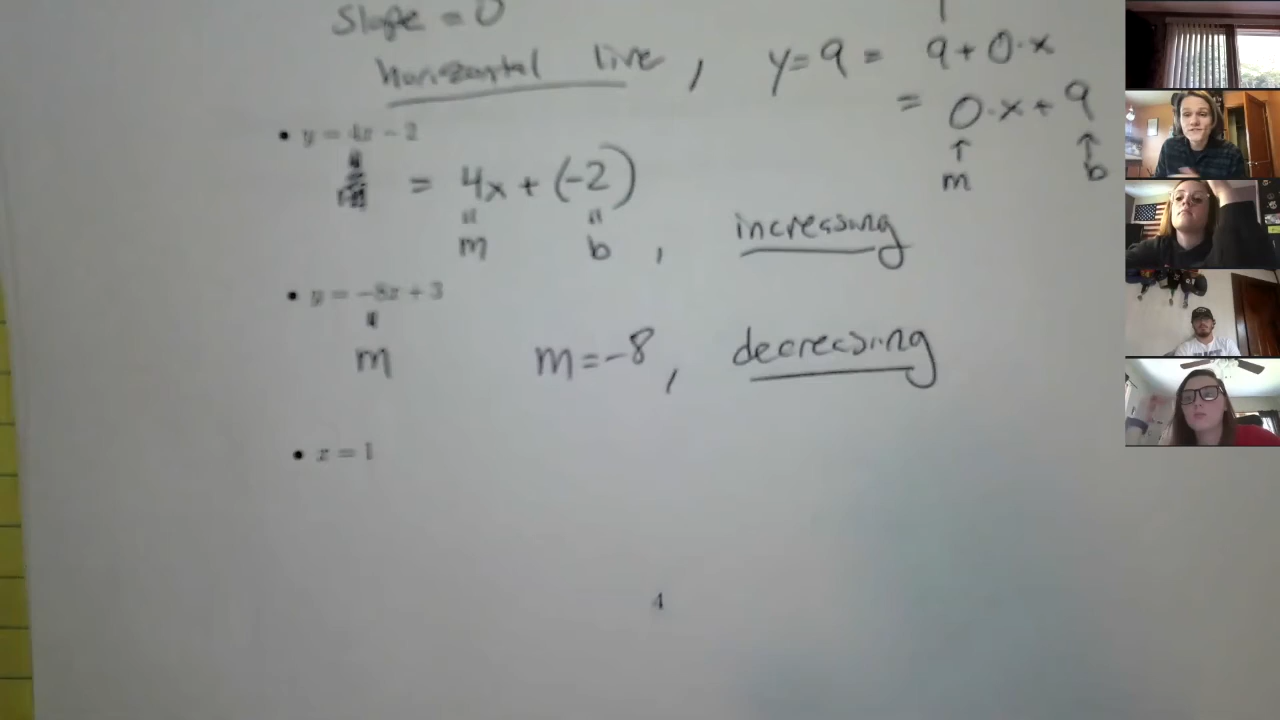 Slope = 0
horizontal line, y=9 = 9+0·x
= 0·x+9
↑ ↑
m b
• y = 4x − 2
= 4x+(-2)
" "
m b, increasing
• y = −8x + 3
"
m m=-8, decreasing
• x = 1
4